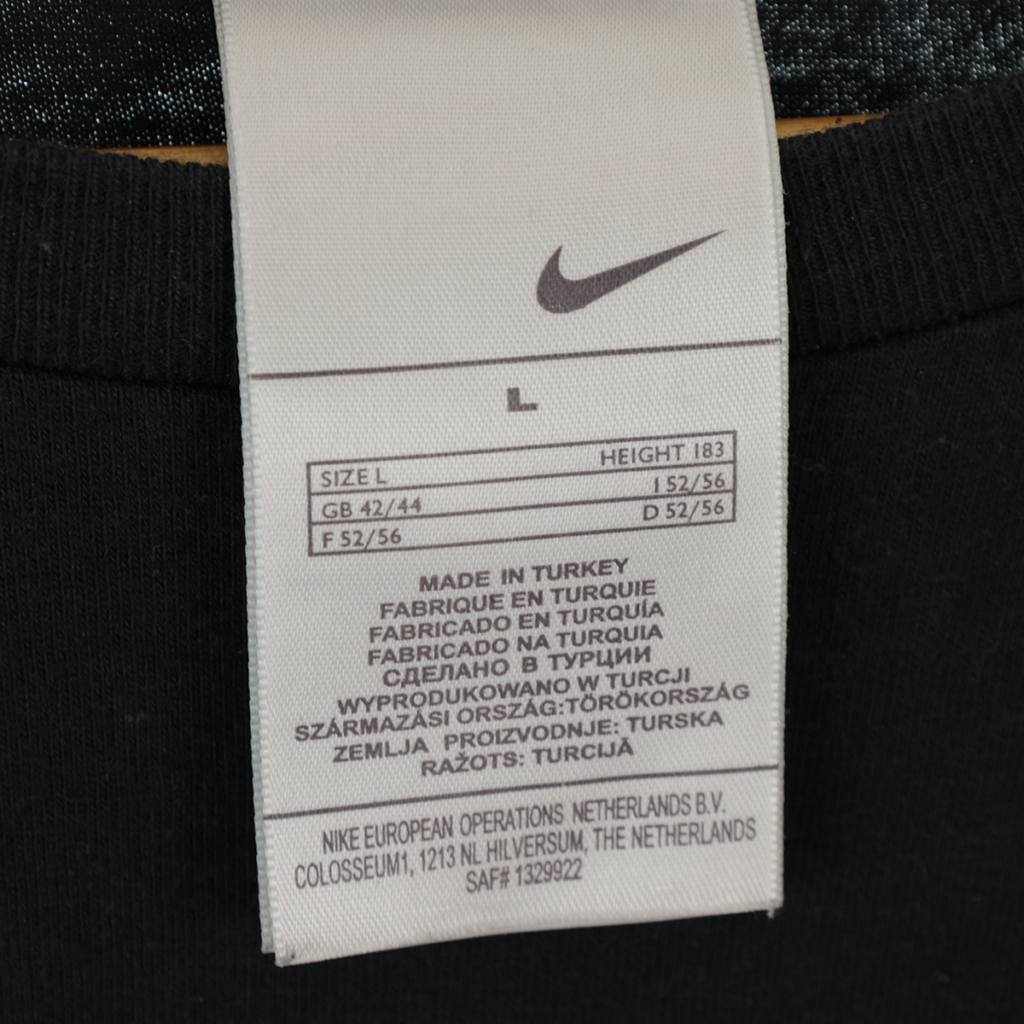 L
SIZE L HEIGHT 183
GB 42/44 I 52/56
F 52/56 D 52/56
MADE IN TURKEY
FABRIQUE EN TURQUIE
FABRICADO EN TURQUÍA
FABRICADO NA TURQUIA
СДЕЛАНО В ТУРЦИИ
WYPRODUKOWANO W TURCJI
SZÁRMAZÁSI ORSZÁG:TÖRÖKORSZÁG
ZEMLJA PROIZVODNJE: TURSKA
RAŽOTS: TURCIJĀ
NIKE EUROPEAN OPERATIONS NETHERLANDS B.V.
COLOSSEUM1, 1213 NL HILVERSUM, THE NETHERLANDS
SAF# 1329922